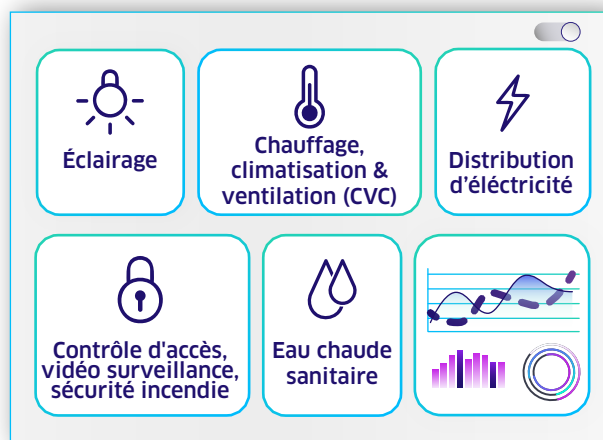 Éclairage
Chauffage,
climatisation &
ventilation (CVC)
Distribution
d'éléctricité
Contrôle d'accès,
vidéo surveillance,
sécurité incendie
Eau chaude
sanitaire